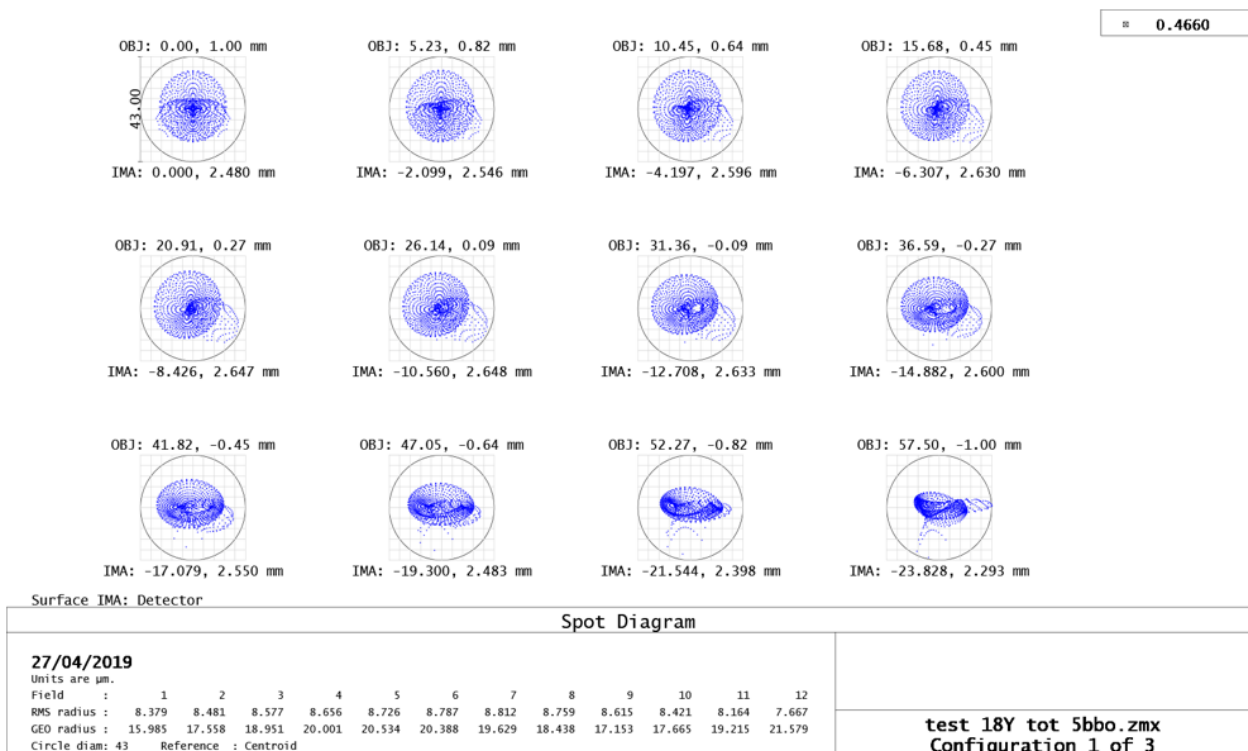 0.4660
OBJ: 0.00, 1.00 mm
OBJ: 5.23, 0.82 mm
OBJ: 10.45, 0.64 mm
OBJ: 15.68, 0.45 mm
43.00
IMA: 0.000, 2.480 mm
IMA: -2.099, 2.546 mm
IMA: -4.197, 2.596 mm
IMA: -6.307, 2.630 mm
OBJ: 20.91, 0.27 mm
OBJ: 26.14, 0.09 mm
OBJ: 31.36, -0.09 mm
OBJ: 36.59, -0.27 mm
IMA: -8.426, 2.647 mm
IMA: -10.560, 2.648 mm
IMA: -12.708, 2.633 mm
IMA: -14.882, 2.600 mm
OBJ: 41.82, -0.45 mm
OBJ: 47.05, -0.64 mm
OBJ: 52.27, -0.82 mm
OBJ: 57.50, -1.00 mm
IMA: -17.079, 2.550 mm
IMA: -19.300, 2.483 mm
IMA: -21.544, 2.398 mm
IMA: -23.828, 2.293 mm
Surface IMA: Detector
Spot Diagram
27/04/2019
Units are µm.
Field : 1 2 3 4 5 6 7 8 9 10 11 12
RMS radius : 8.379 8.481 8.577 8.656 8.726 8.787 8.812 8.759 8.615 8.421 8.164 7.667
GEO radius : 15.985 17.558 18.951 20.001 20.534 20.388 19.629 18.438 17.153 17.665 19.215 21.579
Circle diam: 43 Reference : Centroid
test 18Y tot 5bbo.zmx
Configuration 1 of 3